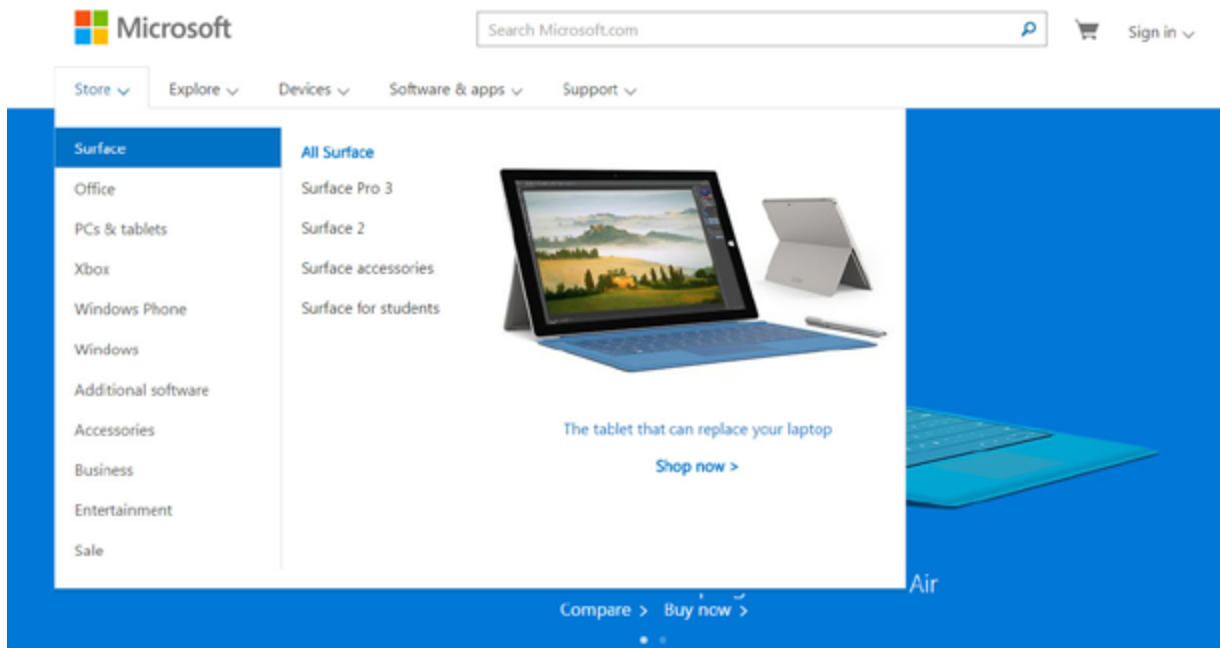 Microsoft
Search Microsoft.com
Sign in
Store
Explore
Devices
Software & apps
Support
Surface
Office
PCs & tablets
Xbox
Windows Phone
Windows
Additional software
Accessories
Business
Entertainment
Sale
All Surface
Surface Pro 3
Surface 2
Surface accessories
Surface for students
The tablet that can replace your laptop
Shop now >
Air
Compare > Buy now >